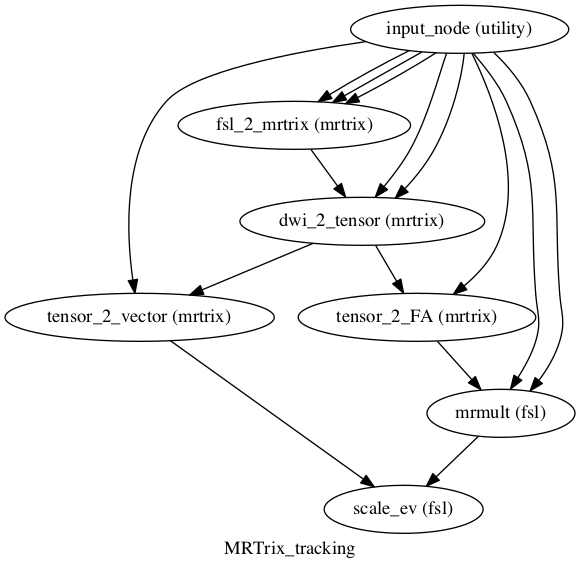 input_node (utility)
fsl_2_mrtrix (mrtrix)
dwi_2_tensor (mrtrix)
tensor_2_vector (mrtrix)
tensor_2_FA (mrtrix)
mrmult (fsl)
scale_ev (fsl)
MRTrix_tracking